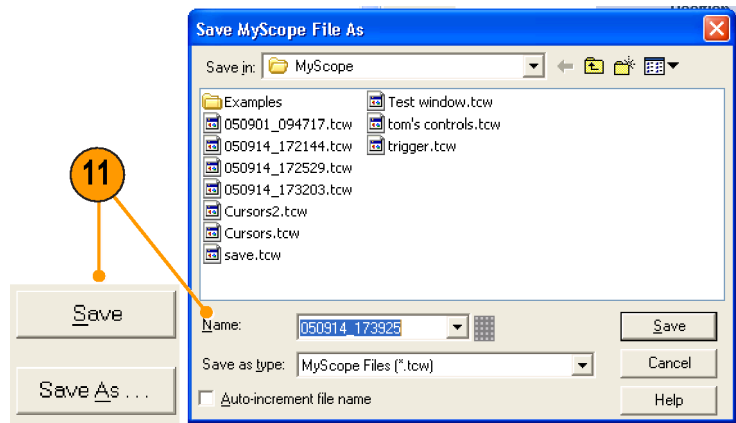 Save MyScope File As
Save in: MyScope
Examples
050901_094717.tcw
050914_172144.tcw
050914_172529.tcw
050914_173203.tcw
Cursors2.tcw
Cursors.tcw
save.tcw
Test window.tcw
tom's controls.tcw
trigger.tcw
11
Save
Save As . . .
Name: 050914_173925
Save
Save as type: MyScope Files (*.tcw)
Cancel
Auto-increment file name
Help